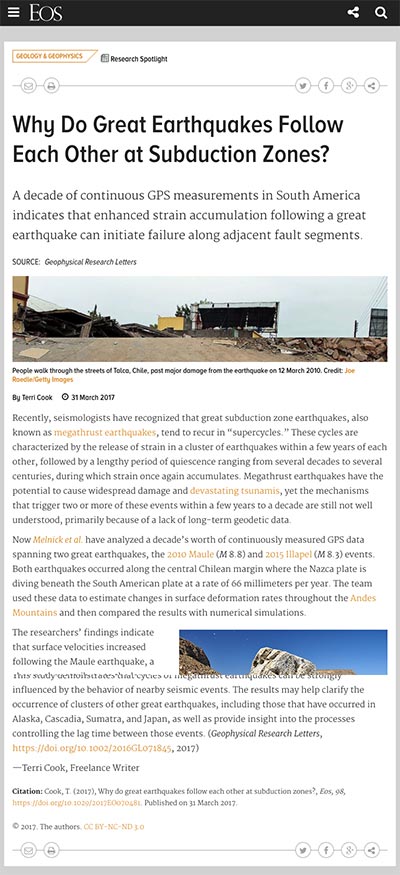 Eos
GEOLOGY & GEOPHYSICS Research Spotlight
Why Do Great Earthquakes Follow
Each Other at Subduction Zones?
A decade of continuous GPS measurements in South America
indicates that enhanced strain accumulation following a great
earthquake can initiate failure along adjacent fault segments.
SOURCE: Geophysical Research Letters
People walk through the streets of Talca, Chile, past major damage from the earthquake on 12 March 2010. Credit: Joe
Raedle/Getty Images
By Terri Cook 31 March 2017
Recently, seismologists have recognized that great subduction zone earthquakes, also
known as megathrust earthquakes, tend to recur in “supercycles.” These cycles are
characterized by the release of strain in a cluster of earthquakes within a few years of each
other, followed by a lengthy period of quiescence ranging from several decades to several
centuries, during which strain once again accumulates. Megathrust earthquakes have the
potential to cause widespread damage and devastating tsunamis, yet the mechanisms
that trigger two or more of these events within a few years to a decade are still not well
understood, primarily because of a lack of long-term geodetic data.
Now Melnick et al. have analyzed a decade’s worth of continuously measured GPS data
spanning two great earthquakes, the 2010 Maule (M 8.8) and 2015 Illapel (M 8.3) events.
Both earthquakes occurred along the central Chilean margin where the Nazca plate is
diving beneath the South American plate at a rate of 66 millimeters per year. The team
used these data to estimate changes in surface deformation rates throughout the Andes
Mountains and then compared the results with numerical simulations.
The researchers’ findings indicate
that surface velocities increased
following the Maule earthquake, a
This study demonstrates that cycles of megathrust earthquakes can be strongly
influenced by the behavior of nearby seismic events. The results may help clarify the
occurrence of clusters of other great earthquakes, including those that have occurred in
Alaska, Cascadia, Sumatra, and Japan, as well as provide insight into the processes
controlling the lag time between those events. (Geophysical Research Letters,
https://doi.org/10.1002/2016GL071845, 2017)
—Terri Cook, Freelance Writer
Citation: Cook, T. (2017), Why do great earthquakes follow each other at subduction zones?, Eos, 98,
https://doi.org/10.1029/2017EO070481. Published on 31 March 2017.
© 2017. The authors. CC BY-NC-ND 3.0